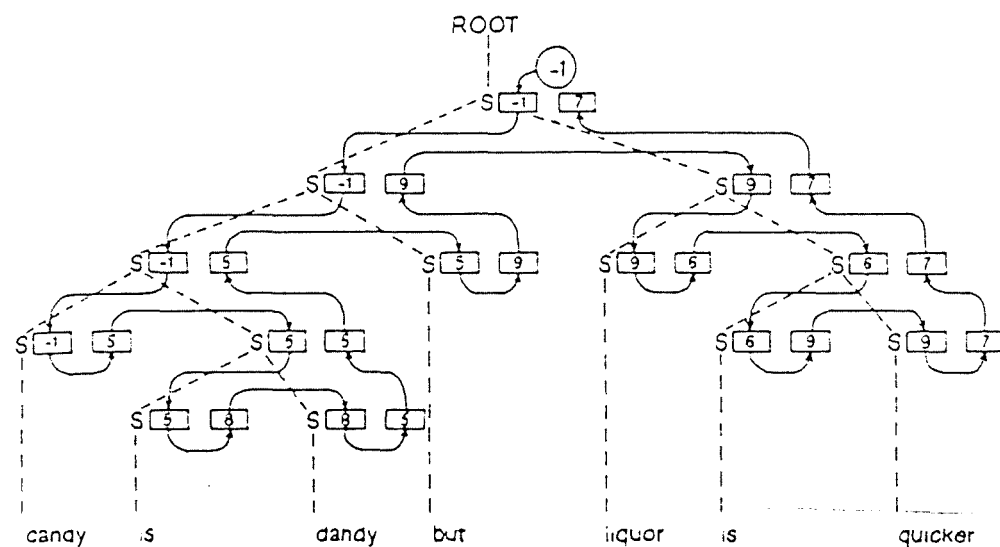 ROOT
-1
S -1 7
S -1 9 S 9 7
S -1 5 S 5 9 S 9 6 S 6 7
S -1 5 S 5 5 S 6 9 S 9 7
S 5 8 S 8 5
candy is dandy but liquor is quicker